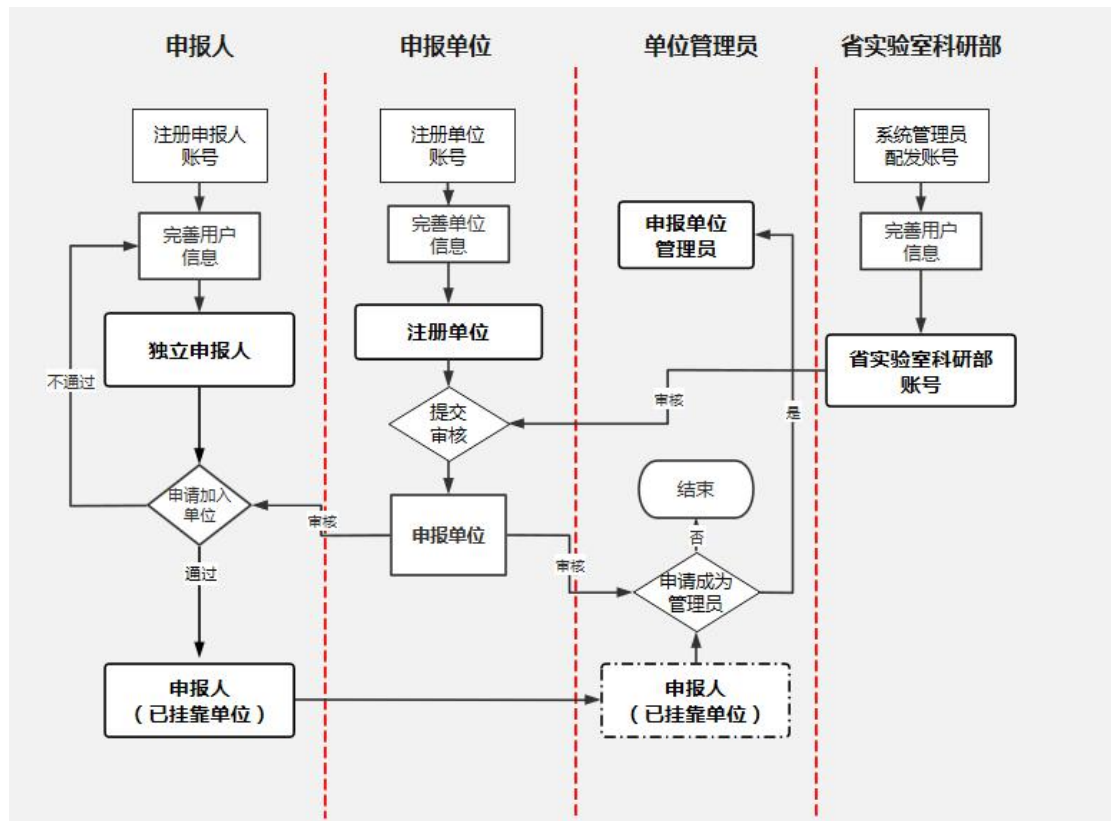 申报人
申报单位
单位管理员
省实验室科研部
注册申报人
账号
注册单位
账号
系统管理员
配发账号
完善用户
信息
完善单位
信息
申报单位
管理员
完善用户
信息
独立申报人
注册单位
省实验室科研部
账号
不通过
提交
审核
审核
是
申请加入
单位
审核
申报单位
审核
结束
否
申请成为
管理员
通过
申报人
（已挂靠单位）
申报人
（已挂靠单位）